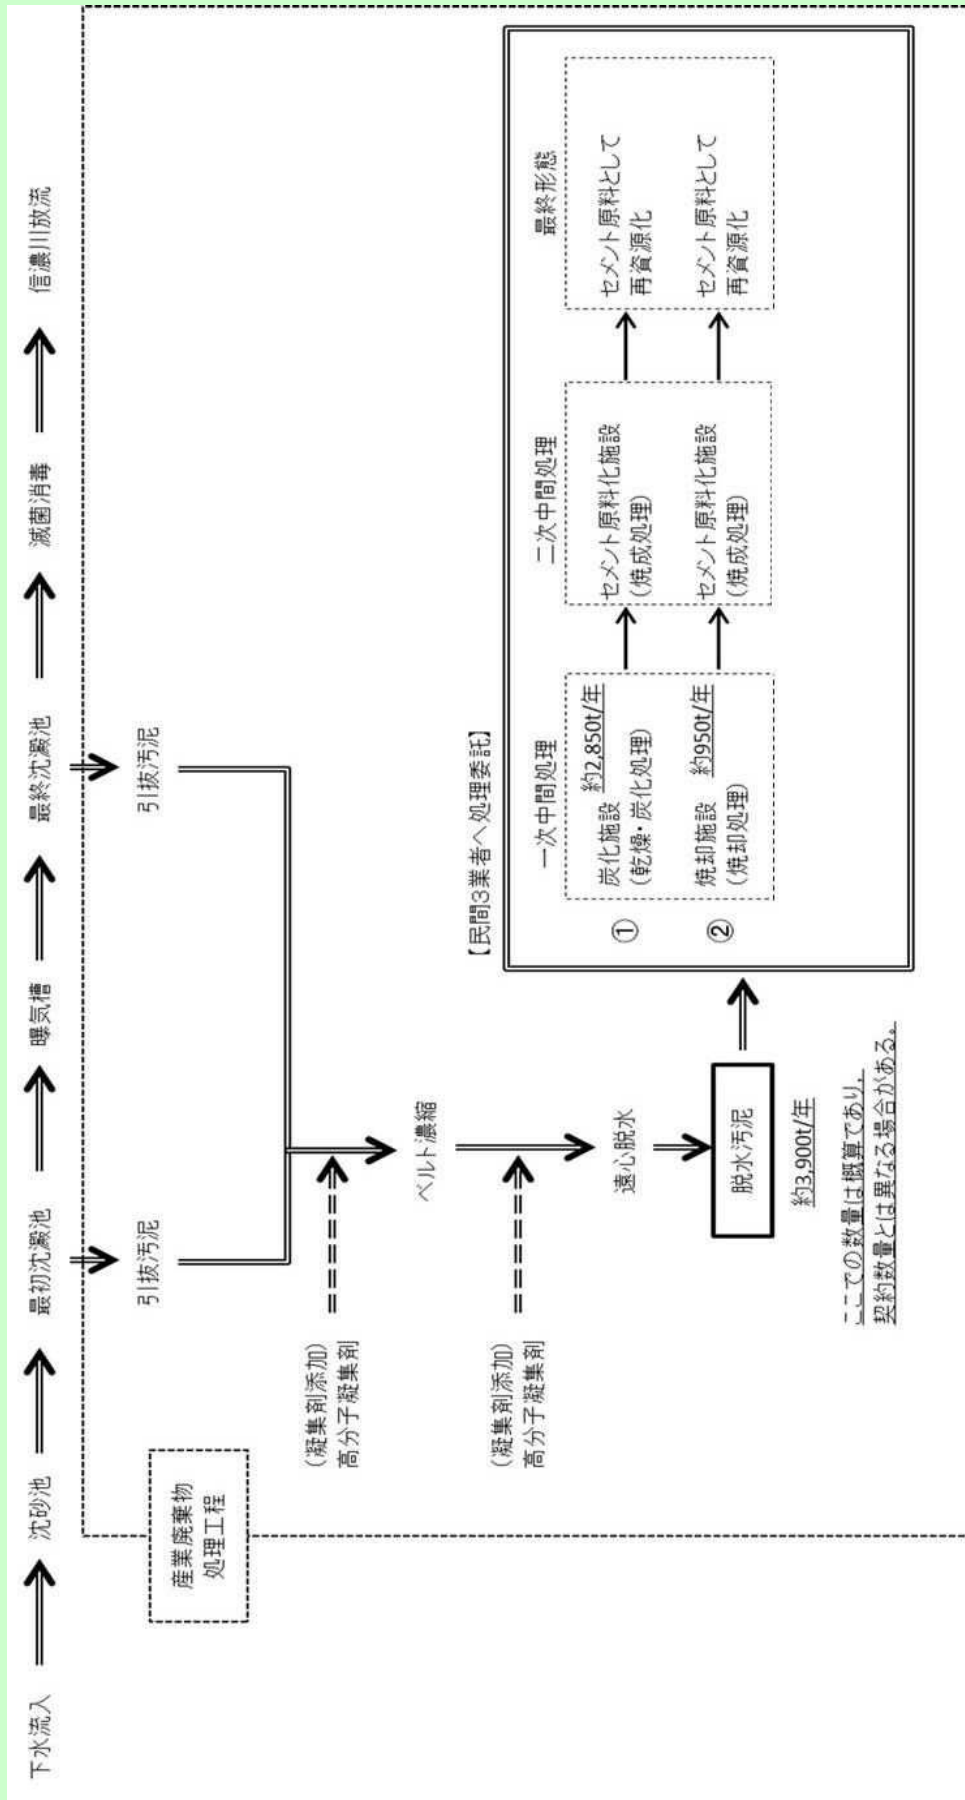 下水流入
沈砂池
最初沈澱池
曝気槽
最終沈澱池
滅菌消毒
信濃川放流
産業廃棄物
処理工程
引抜汚泥
引抜汚泥
(凝集剤添加)
高分子凝集剤
ベルト濃縮
(凝集剤添加)
高分子凝集剤
遠心脱水
脱水汚泥
約3,900t/年
ここでの数量は概算であり,
契約数量とは異なる場合がある。
【民間3業者へ処理委託】
一次中間処理
二次中間処理
最終形態
①
炭化施設 約2,850t/年
(乾燥・炭化処理)
セメント原料化施設
(焼成処理)
セメント原料として
再資源化
②
焼却施設 約950t/年
(焼却処理)
セメント原料化施設
(焼成処理)
セメント原料として
再資源化